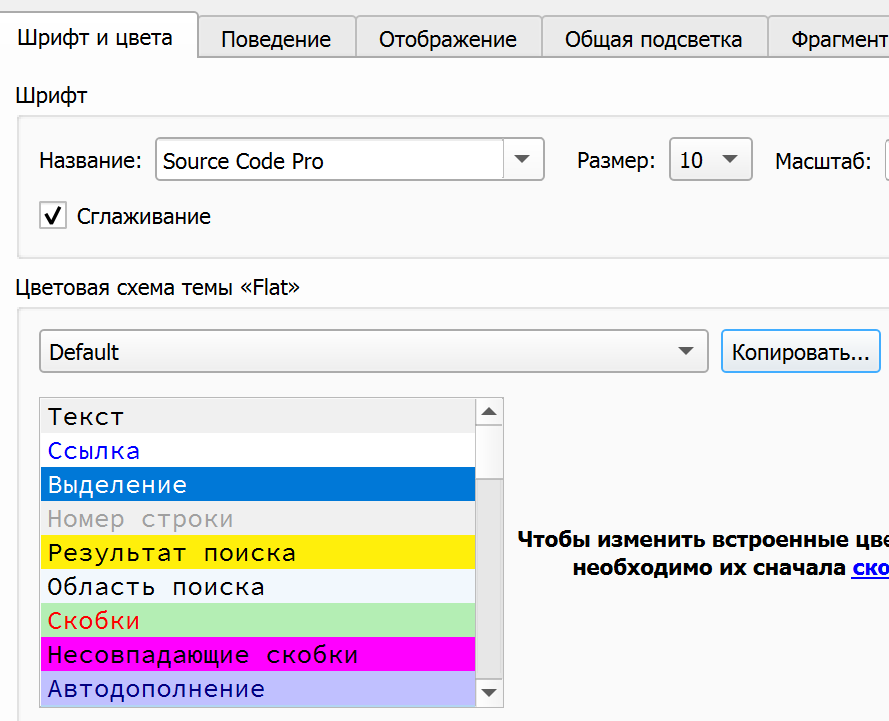 Шрифт и цвета Поведение Отображение Общая подсветка Фрагмент
Шрифт
Название: Source Code Pro Размер: 10 Масштаб:
Сглаживание
Цветовая схема темы «Flat»
Default Копировать...
Текст
Ссылка
Выделение
Номер строки
Результат поиска
Область поиска
Скобки
Несовпадающие скобки
Автодополнение
Чтобы изменить встроенные цве
необходимо их сначала ско